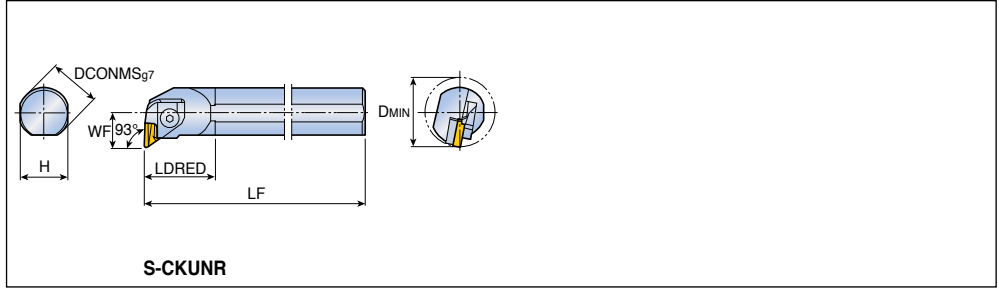 DCONMSg7
DMIN
WF 93°
H
LDRED
LF
S-CKUNR